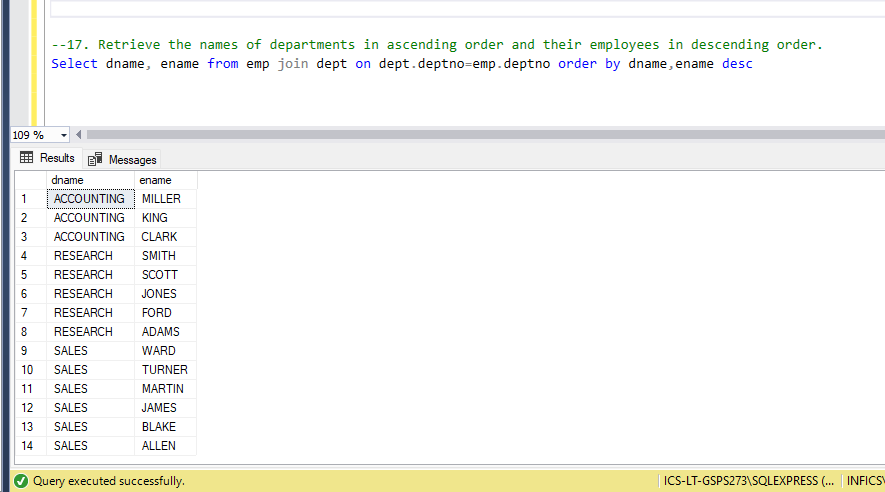 --17. Retrieve the names of departments in ascending order and their employees in descending order.
Select dname, ename from emp join dept on dept.deptno=emp.deptno order by dname,ename desc
109 %
Results Messages
dname ename
1 ACCOUNTING MILLER
2 ACCOUNTING KING
3 ACCOUNTING CLARK
4 RESEARCH SMITH
5 RESEARCH SCOTT
6 RESEARCH JONES
7 RESEARCH FORD
8 RESEARCH ADAMS
9 SALES WARD
10 SALES TURNER
11 SALES MARTIN
12 SALES JAMES
13 SALES BLAKE
14 SALES ALLEN
Query executed successfully. ICS-LT-GSPS273\SQLEXPRESS (... INFICS\